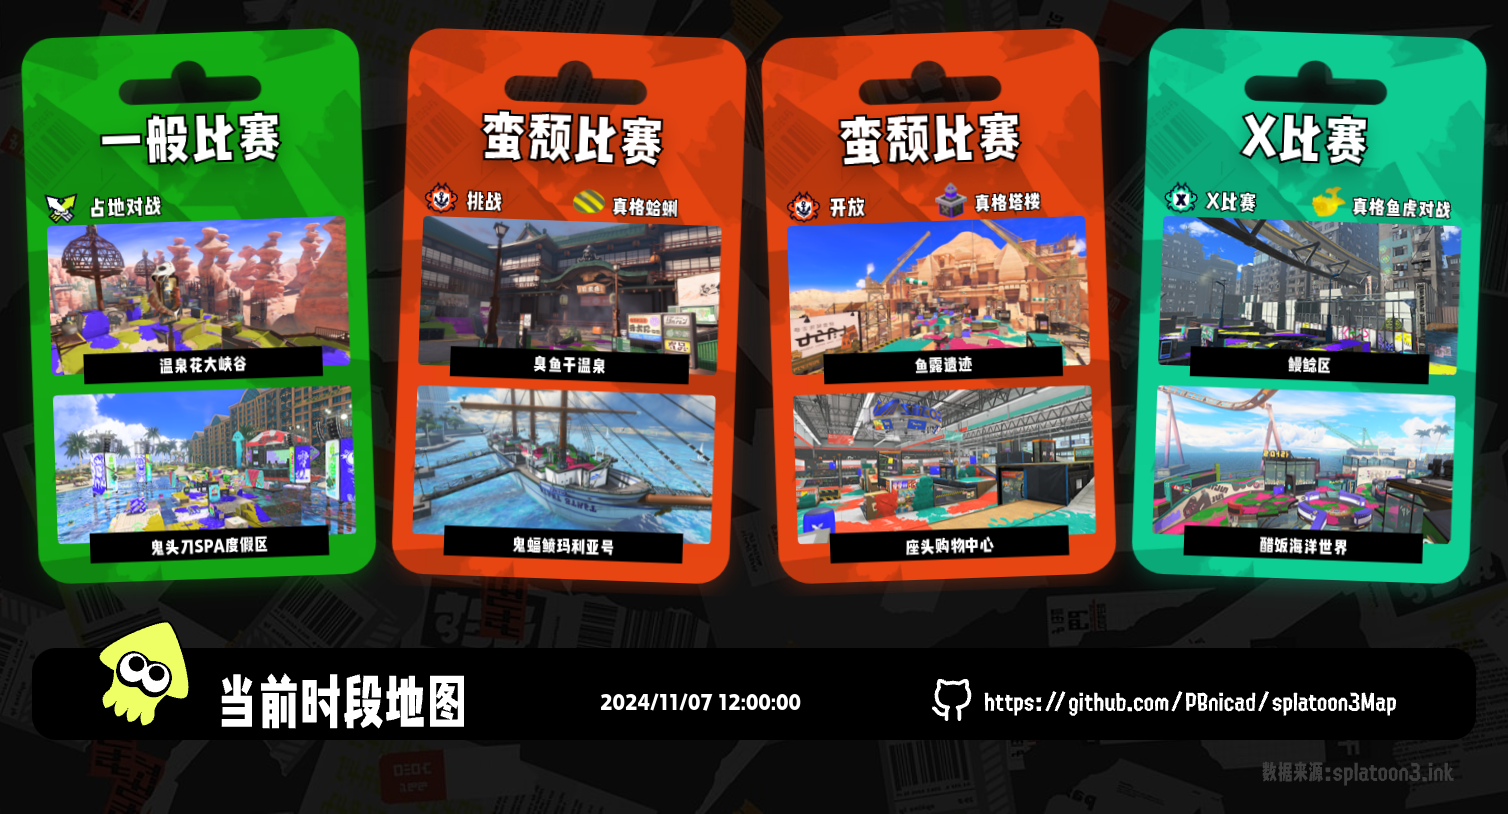 一般比赛
占地对战
温泉花大峡谷
鬼头刀SPA度假区
蛮颓比赛
挑战
真格蛤蜊
臭鱼干温泉
鬼蝠鲼玛利亚号
蛮颓比赛
开放
真格塔楼
鱼露遗迹
座头购物中心
X比赛
X比赛
真格鱼虎对战
鳗鲶区
醋饭海洋世界
当前时段地图
2024/11/07 12:00:00
https://github.com/PBnicad/splatoon3Map
数据来源:splatoon3.ink